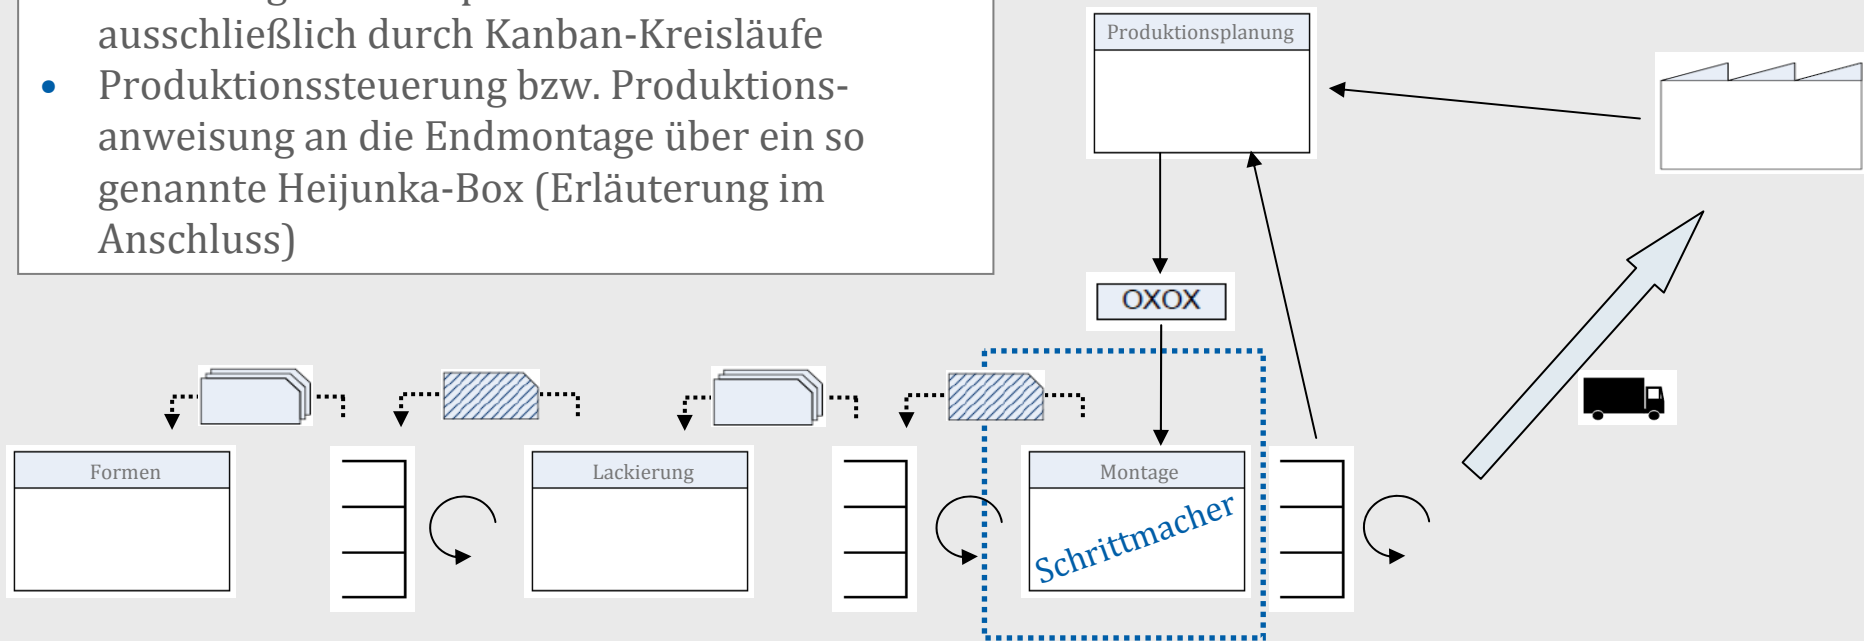 ausschließlich durch Kanban-Kreisläufe
• Produktionssteuerung bzw. Produktions-
anweisung an die Endmontage über ein so
genannte Heijunka-Box (Erläuterung im
Anschluss)
Produktionsplanung
OXOX
Formen
Lackierung
Montage
Schrittmacher